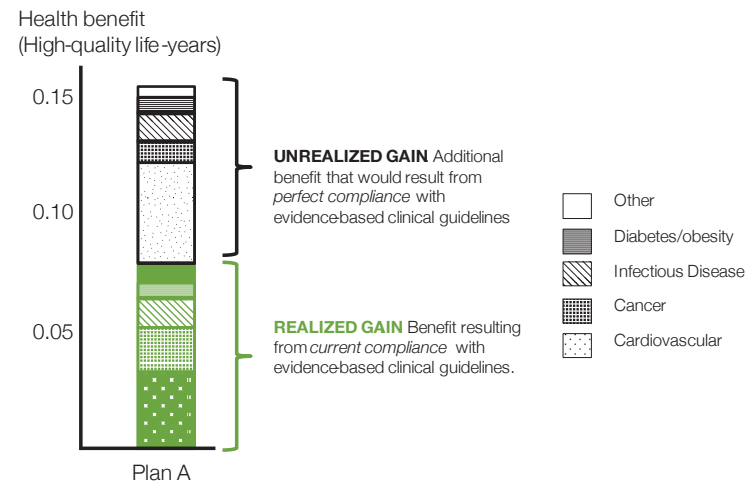 Health benefit
(High-quality life-years)
0.15
0.10
0.05
Plan A
UNREALIZED GAIN Additional
benefit that would result from
perfect compliance with
evidence-based clinical guidelines
REALIZED GAIN Benefit resulting
from current compliance with
evidence-based clinical guidelines.
Other
Diabetes/obesity
Infectious Disease
Cancer
Cardiovascular